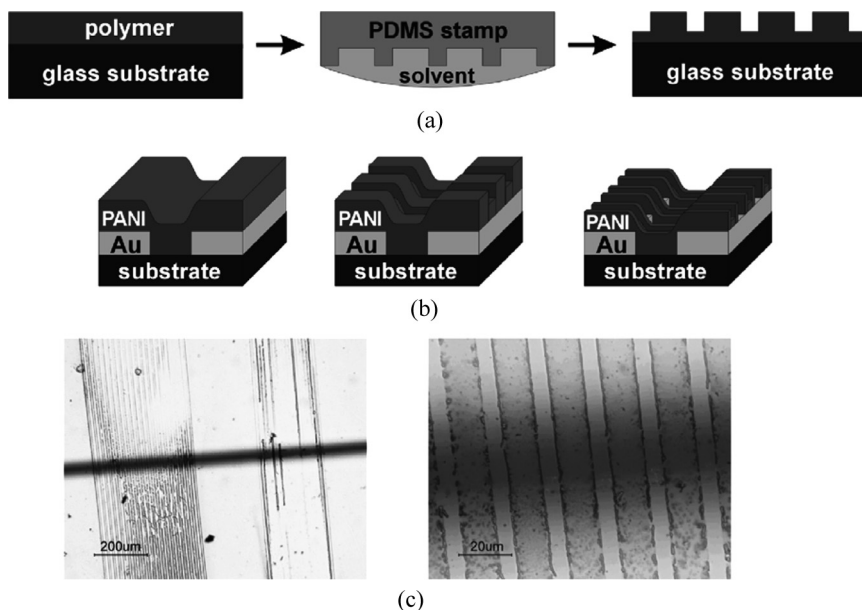 polymer
glass substrate
PDMS stamp
solvent
glass substrate
(a)
PANI
Au
substrate
PANI
Au
substrate
PANI
Au
substrate
(b)
200um
20um
(c)